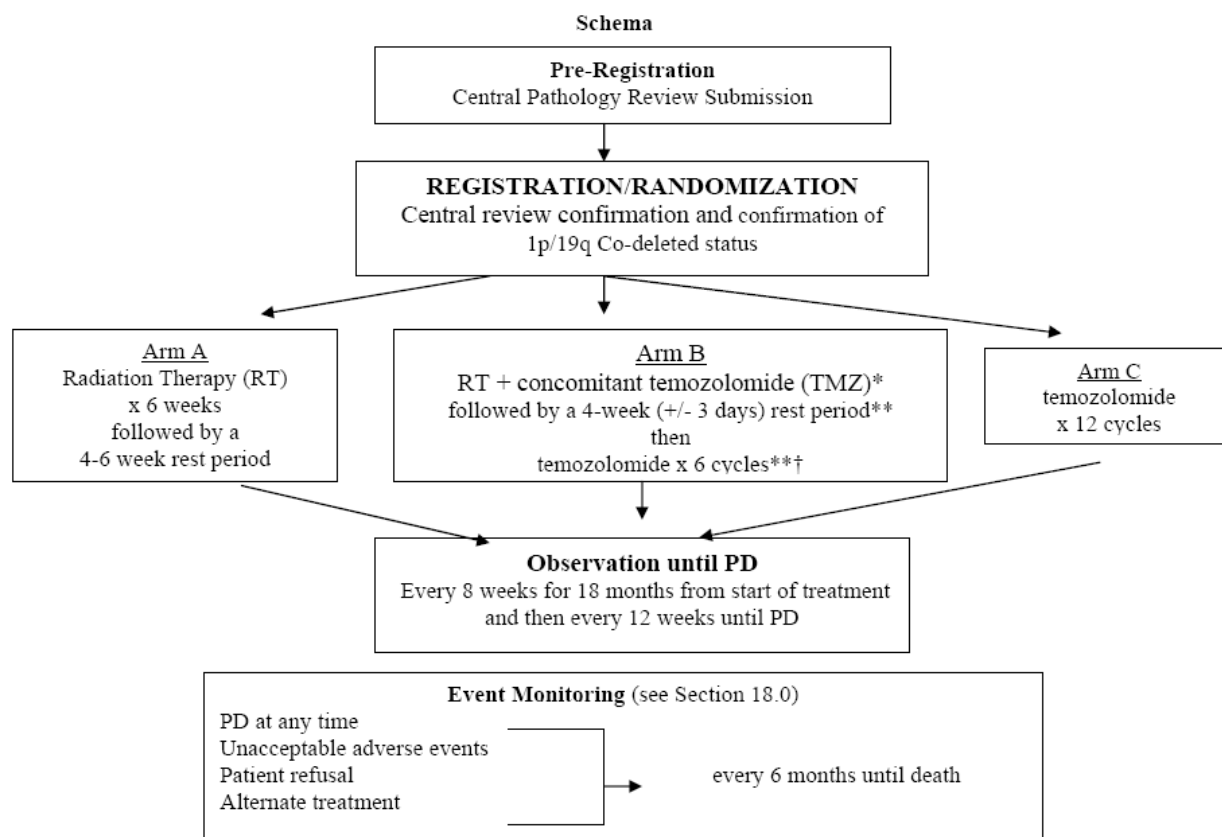 Schema
Pre-Registration
Central Pathology Review Submission
REGISTRATION/RANDOMIZATION
Central review confirmation and confirmation of
1p/19q Co-deleted status
Arm A
Radiation Therapy (RT)
x 6 weeks
followed by a
4-6 week rest period
Arm B
RT + concomitant temozolomide (TMZ)*
followed by a 4-week (+/- 3 days) rest period**
then
temozolomide x 6 cycles**†
Arm C
temozolomide
x 12 cycles
Observation until PD
Every 8 weeks for 18 months from start of treatment
and then every 12 weeks until PD
Event Monitoring (see Section 18.0)
PD at any time
Unacceptable adverse events
Patient refusal
Alternate treatment
every 6 months until death